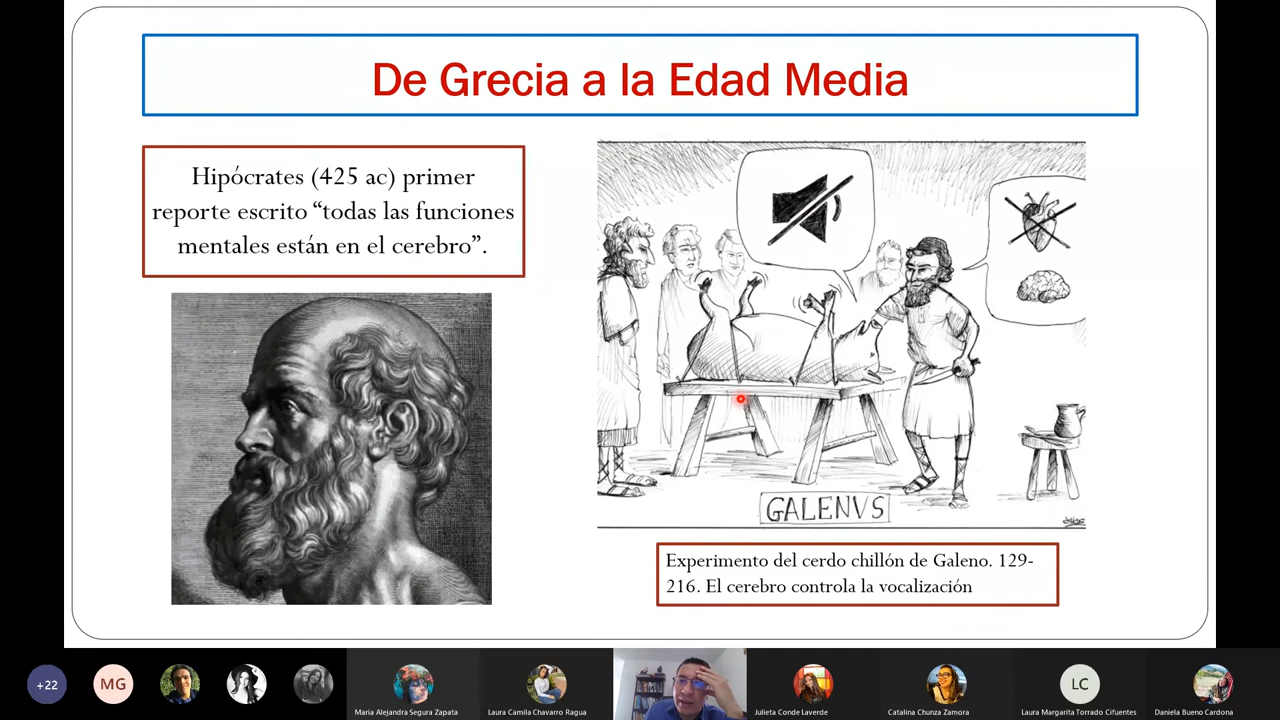 De Grecia a la Edad Media
Hipócrates (425 ac) primer
reporte escrito “todas las funciones
mentales están en el cerebro”.
GALENVS
Experimento del cerdo chillón de Galeno. 129-
216. El cerebro controla la vocalización
+22
MG
Maria Alejandra Segura Zapata
Laura Camila Chavarro Ragua
Julieta Conde Laverde
Catalina Chunza Zamora
LC
Laura Margarita Torrado Cifuentes
Daniela Bueno Cardona